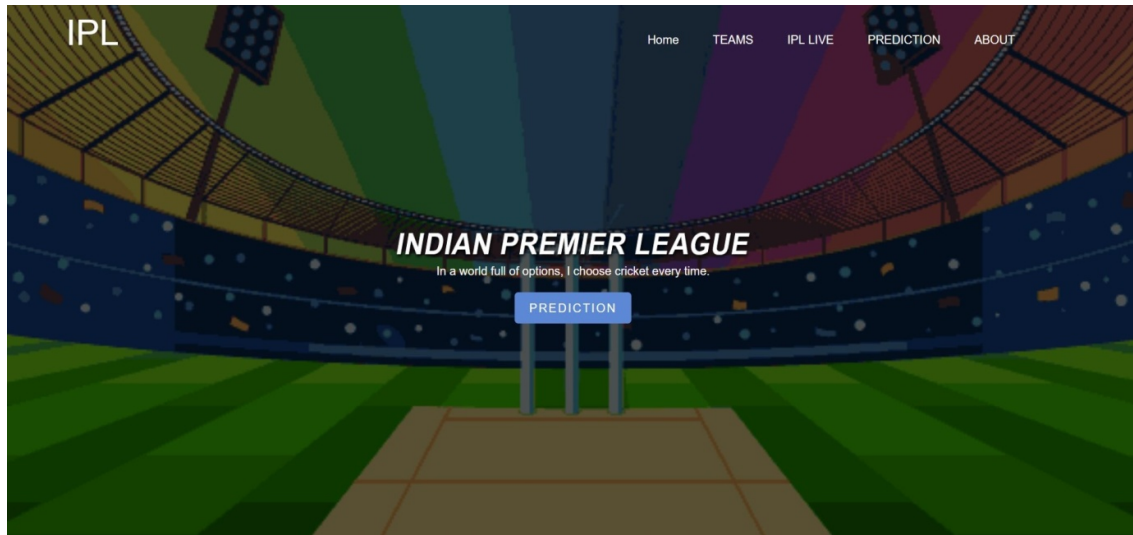 IPL
Home TEAMS IPL LIVE PREDICTION ABOUT
INDIAN PREMIER LEAGUE
In a world full of options, I choose cricket every time.
PREDICTION